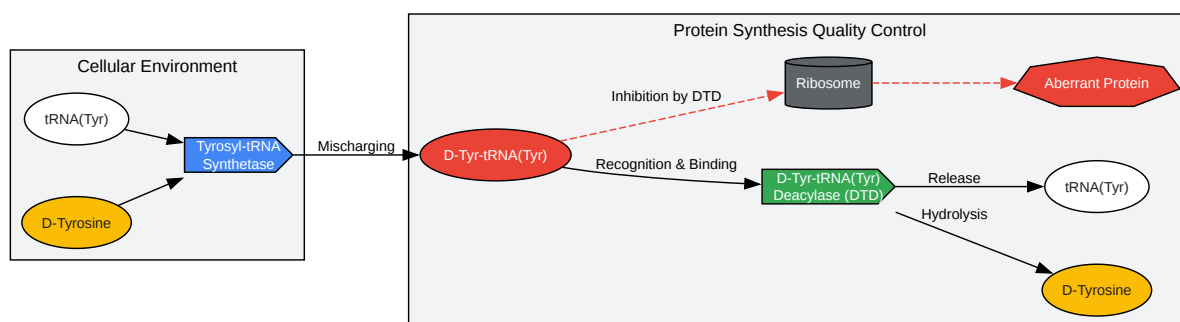 Cellular Environment
tRNA(Tyr)
D-Tyrosine
Tyrosyl-tRNA
Synthetase
Mischarging
Protein Synthesis Quality Control
D-Tyr-tRNA(Tyr)
Inhibition by DTD
Ribosome
Aberrant Protein
Recognition & Binding
D-Tyr-tRNA(Tyr)
Deacylase (DTD)
Release
tRNA(Tyr)
Hydrolysis
D-Tyrosine